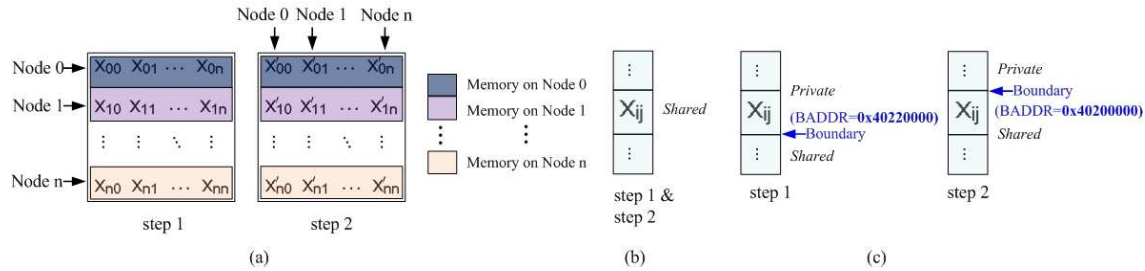 Node 0 Node 1 Node n
Node 0
X00 X01 ... X0n
X'00 X'01 ... X'0n
Node 1
X10 X11 ... X1n
X'10 X'11 ... X'1n
⋮ ⋮ ⋱ ⋮
⋮ ⋮ ⋱ ⋮
Node n
Xn0 Xn1 ... Xnn
X'n0 X'n1 ... X'nn
step 1
step 2
Memory on Node 0
Memory on Node 1
⋮ ⋮
Memory on Node n
(a)
⋮
Xij Shared
⋮
step 1 &
step 2
(b)
⋮
Private
Xij
(BADDR=0x40220000)
Boundary
⋮
Shared
step 1
⋮
Private
Boundary
Xij
(BADDR=0x40200000)
Shared
⋮
step 2
(c)